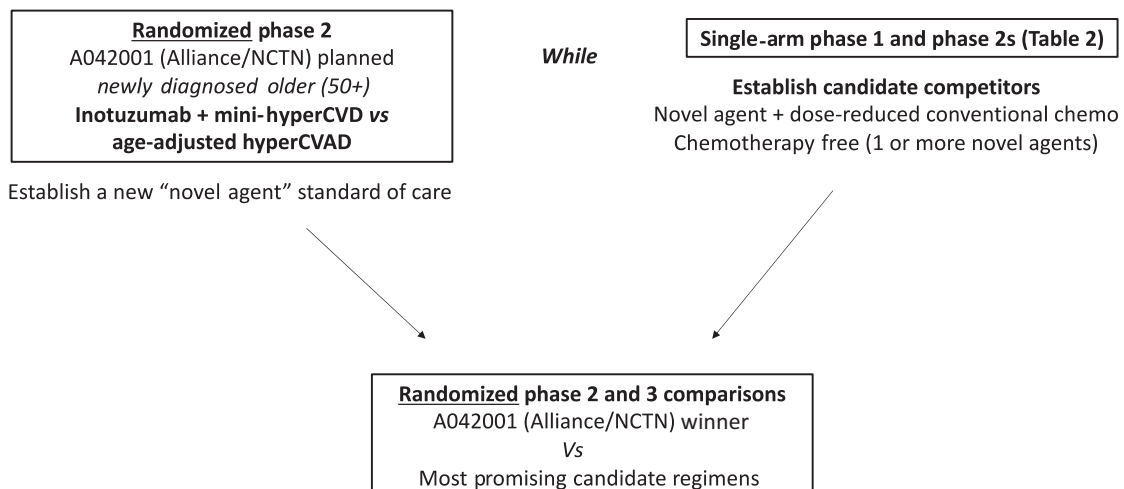 Randomized phase 2
A042001 (Alliance/NCTN) planned
newly diagnosed older (50+)
Inotuzumab + mini-hyperCVD vs
age-adjusted hyperCVAD
Establish a new “novel agent” standard of care
While
Single-arm phase 1 and phase 2s (Table 2)
Establish candidate competitors
Novel agent + dose-reduced conventional chemo
Chemotherapy free (1 or more novel agents)
Randomized phase 2 and 3 comparisons
A042001 (Alliance/NCTN) winner
Vs
Most promising candidate regimens